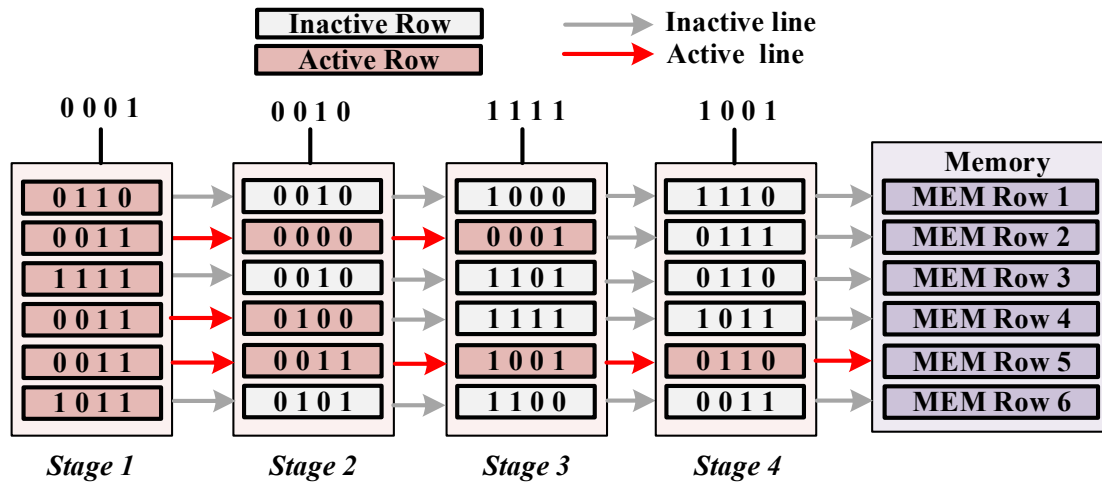 Inactive Row
Inactive line
Active Row
Active line
0 0 0 1
0 0 1 0
1 1 1 1
1 0 0 1
Memory
0 1 1 0
0 0 1 0
1 0 0 0
1 1 1 0
MEM Row 1
0 0 1 1
0 0 0 0
0 0 0 1
0 1 1 1
MEM Row 2
1 1 1 1
0 0 1 0
1 1 0 1
0 1 1 0
MEM Row 3
0 0 1 1
0 1 0 0
1 1 1 1
1 0 1 1
MEM Row 4
0 0 1 1
0 0 1 1
1 0 0 1
0 1 1 0
MEM Row 5
1 0 1 1
0 1 0 1
1 1 0 0
0 0 1 1
MEM Row 6
Stage 1
Stage 2
Stage 3
Stage 4